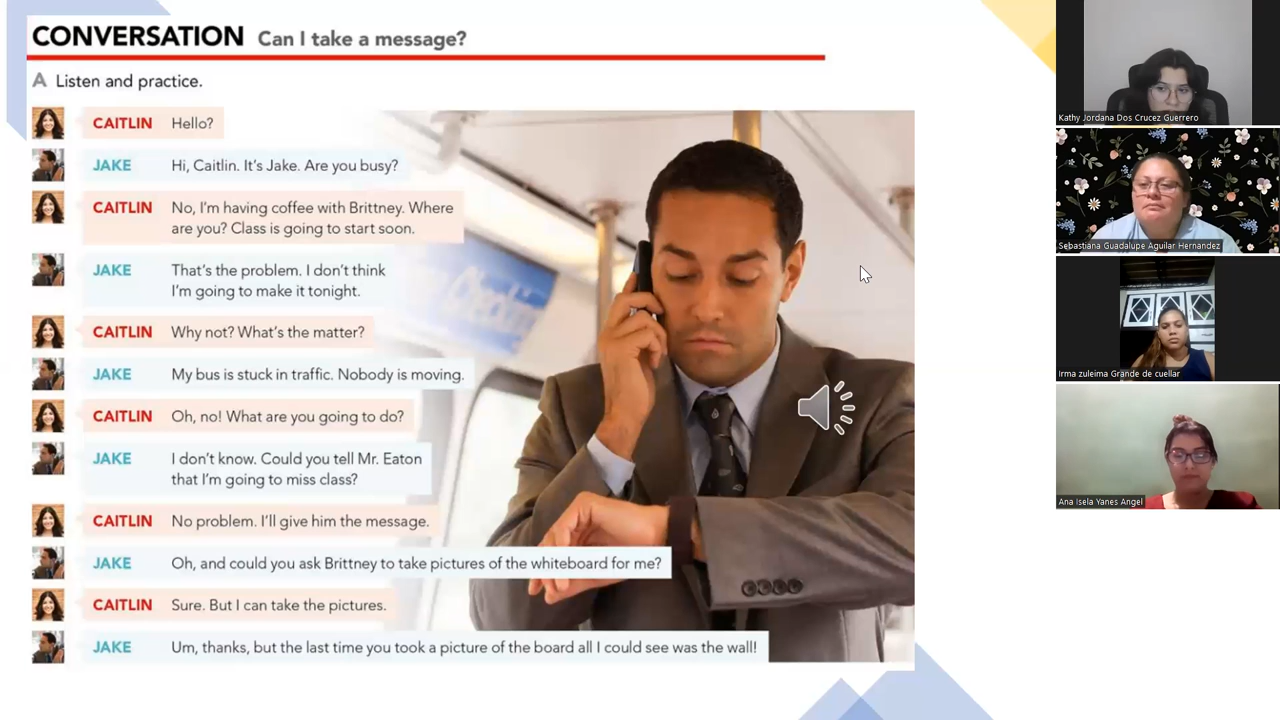 CONVERSATION Can I take a message?
A Listen and practice.
CAITLIN Hello?
JAKE Hi, Caitlin. It's Jake. Are you busy?
CAITLIN No, I'm having coffee with Brittney. Where
are you? Class is going to start soon.
JAKE That's the problem. I don't think
I'm going to make it tonight.
CAITLIN Why not? What's the matter?
JAKE My bus is stuck in traffic. Nobody is moving.
CAITLIN Oh, no! What are you going to do?
JAKE I don't know. Could you tell Mr. Eaton
that I'm going to miss class?
CAITLIN No problem. I'll give him the message.
JAKE Oh, and could you ask Brittney to take pictures of the whiteboard for me?
CAITLIN Sure. But I can take the pictures.
JAKE Um, thanks, but the last time you took a picture of the board all I could see was the wall!
Kathy Jordana Dos Crucez Guerrero
Sebastiana Guadalupe Aguilar Hernandez
Irma zuleima Grande de cuellar
Ana Isela Yanes Angel